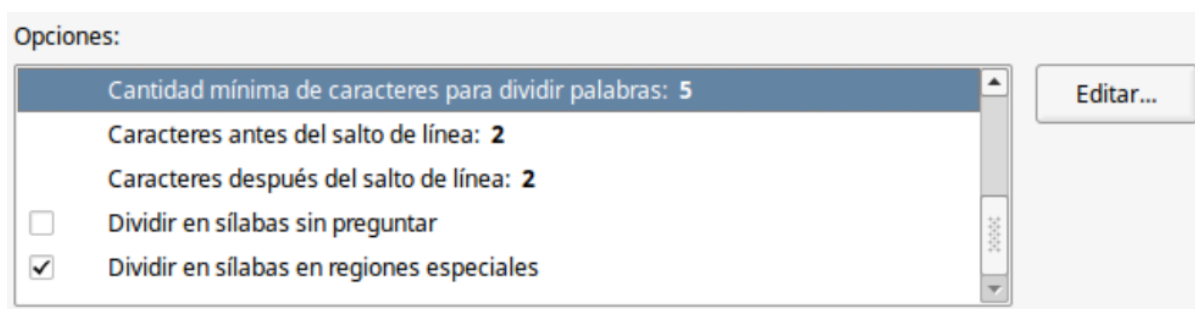 Opciones:
Cantidad mínima de caracteres para dividir palabras: 5
Editar...
Caracteres antes del salto de línea: 2
Caracteres después del salto de línea: 2
Dividir en sílabas sin preguntar
Dividir en sílabas en regiones especiales